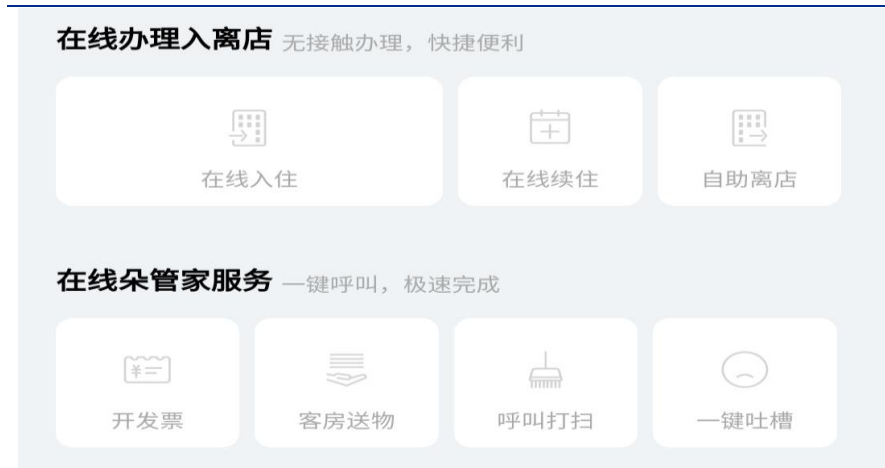 在线办理入离店 无接触办理，快捷便利
在线入住 在线续住 自助离店
在线朵管家服务 一键呼叫，极速完成
¥
开发票 客房送物 呼叫打扫 一键吐槽